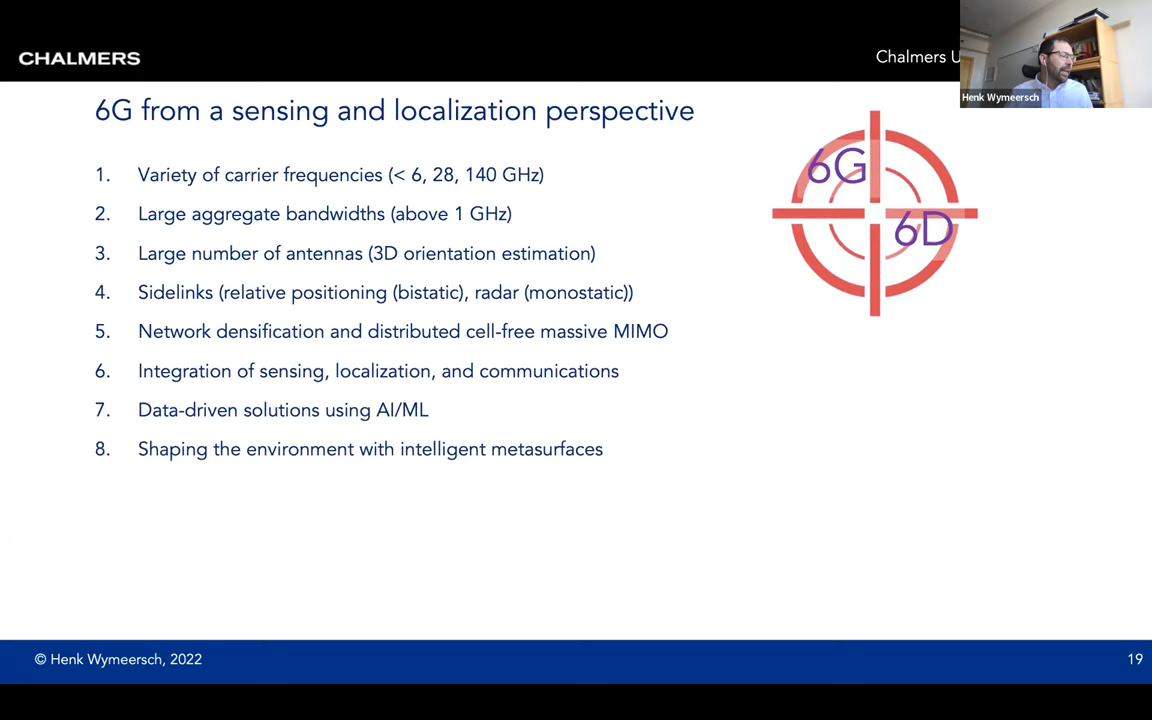 CHALMERS
Chalmers U
Henk Wymeersch
6G from a sensing and localization perspective
6G
6D
1. Variety of carrier frequencies (< 6, 28, 140 GHz)
2. Large aggregate bandwidths (above 1 GHz)
3. Large number of antennas (3D orientation estimation)
4. Sidelinks (relative positioning (bistatic), radar (monostatic))
5. Network densification and distributed cell-free massive MIMO
6. Integration of sensing, localization, and communications
7. Data-driven solutions using AI/ML
8. Shaping the environment with intelligent metasurfaces
© Henk Wymeersch, 2022
19